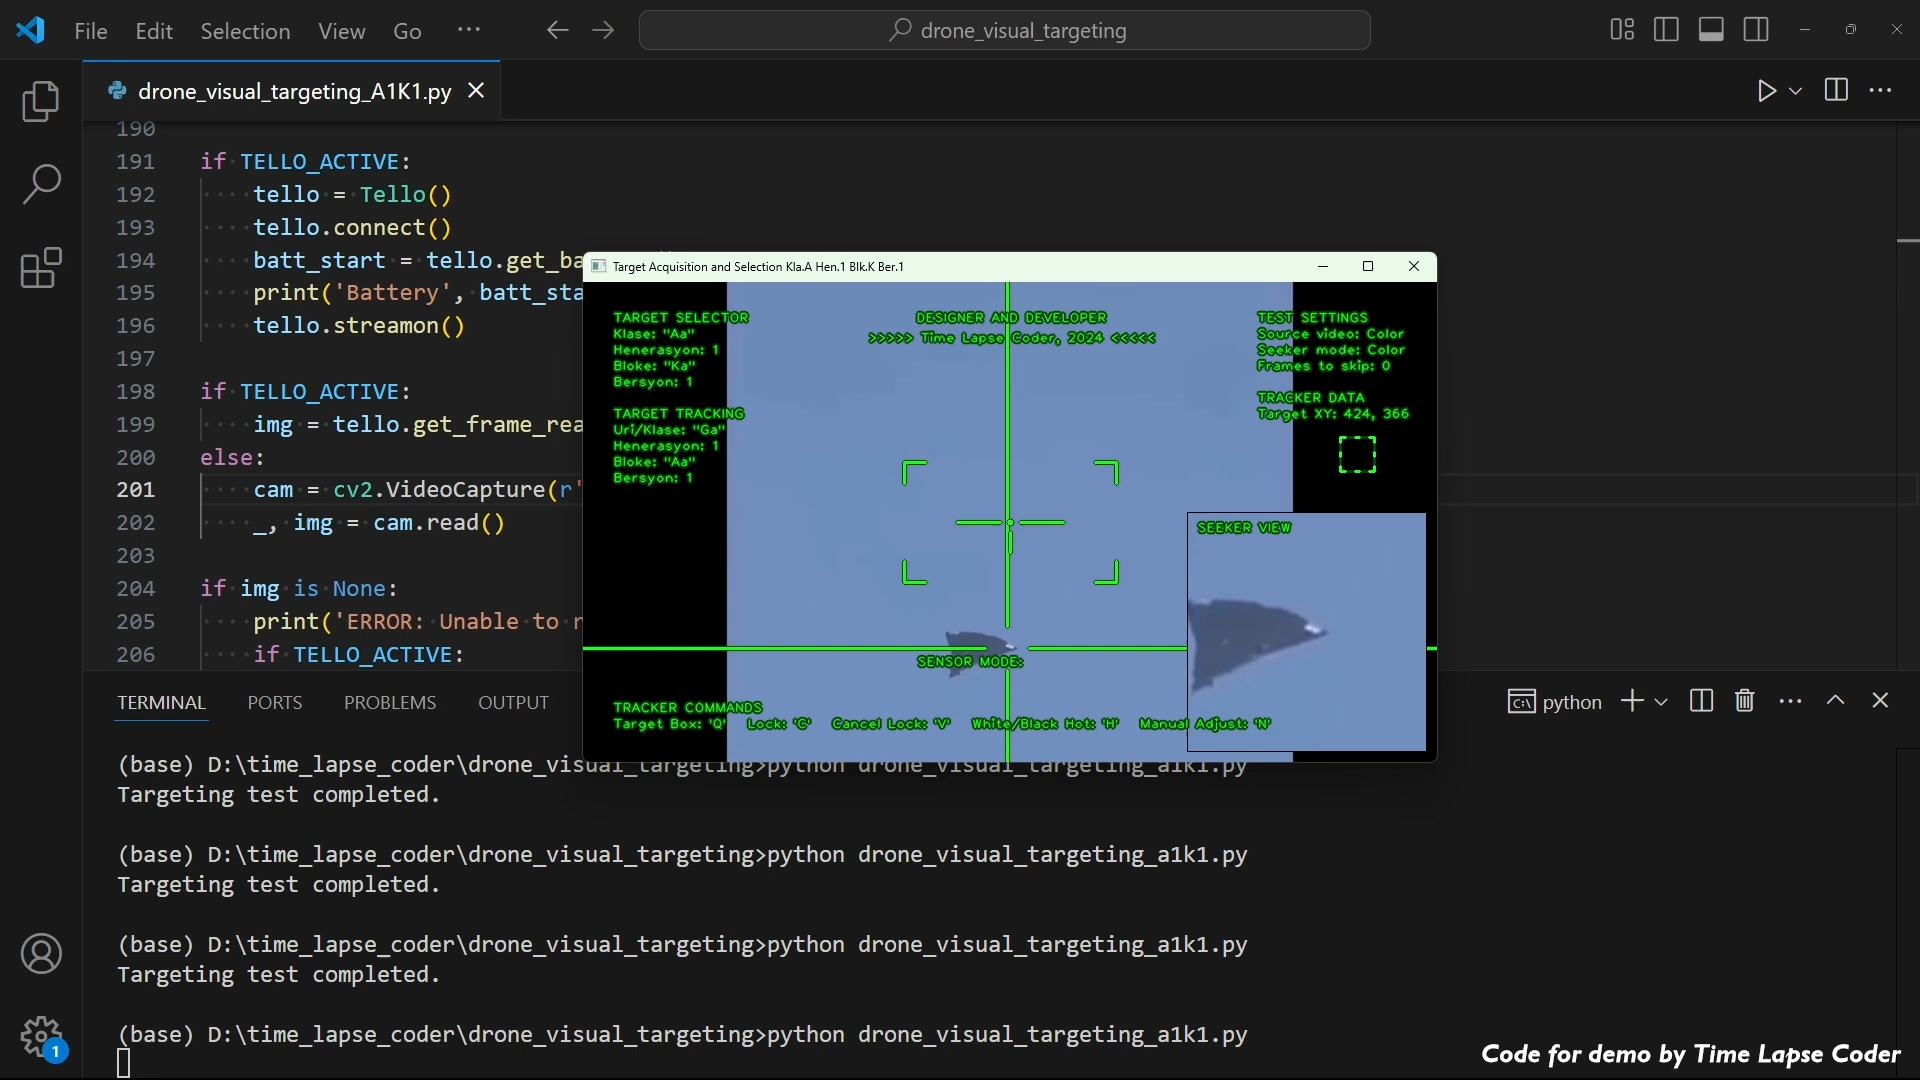 File Edit Selection View Go ···
drone_visual_targeting
drone_visual_targeting_A1K1.py
190
191 if TELLO_ACTIVE:
192 tello = Tello()
193 tello.connect()
194 batt_start = tello.get_ba
195 print('Battery', batt_sta
196 tello.streamon()
197
198 if TELLO_ACTIVE:
199 img = tello.get_frame_rea
200 else:
201 cam = cv2.VideoCapture(r'
202 _, img = cam.read()
203
204 if img is None:
205 print('ERROR: Unable to r
206 if TELLO_ACTIVE:
Target Acquisition and Selection Kla.A Hen.1 Blk.K Ber.1
TARGET SELECTOR
Klase: "Aa"
Henerasyon: 1
Bloke: "Ka"
Bersyon: 1
TARGET TRACKING
Uri/Klase: "Ga"
Henerasyon: 1
Bloke: "Aa"
Bersyon: 1
DESIGNER AND DEVELOPER
>>>>> Time Lapse Coder, 2024 <<<<<
TEST SETTINGS
Source video: Color
Seeker mode: Color
Frames to skip: 0
TRACKER DATA
Target XY: 424, 366
SEEKER VIEW
SENSOR MODE:
TRACKER COMMANDS
Target Box: 'Q' Lock: 'C' Cancel Lock: 'V' White/Black Hot: 'H' Manual Adjust: 'N'
TERMINAL PORTS PROBLEMS OUTPUT
python
(base) D:\time_lapse_coder\drone_visual_targeting>python drone_visual_targeting_a1k1.py
Targeting test completed.
(base) D:\time_lapse_coder\drone_visual_targeting>python drone_visual_targeting_a1k1.py
Targeting test completed.
(base) D:\time_lapse_coder\drone_visual_targeting>python drone_visual_targeting_a1k1.py
Targeting test completed.
(base) D:\time_lapse_coder\drone_visual_targeting>python drone_visual_targeting_a1k1.py
1
Code for demo by Time Lapse Coder